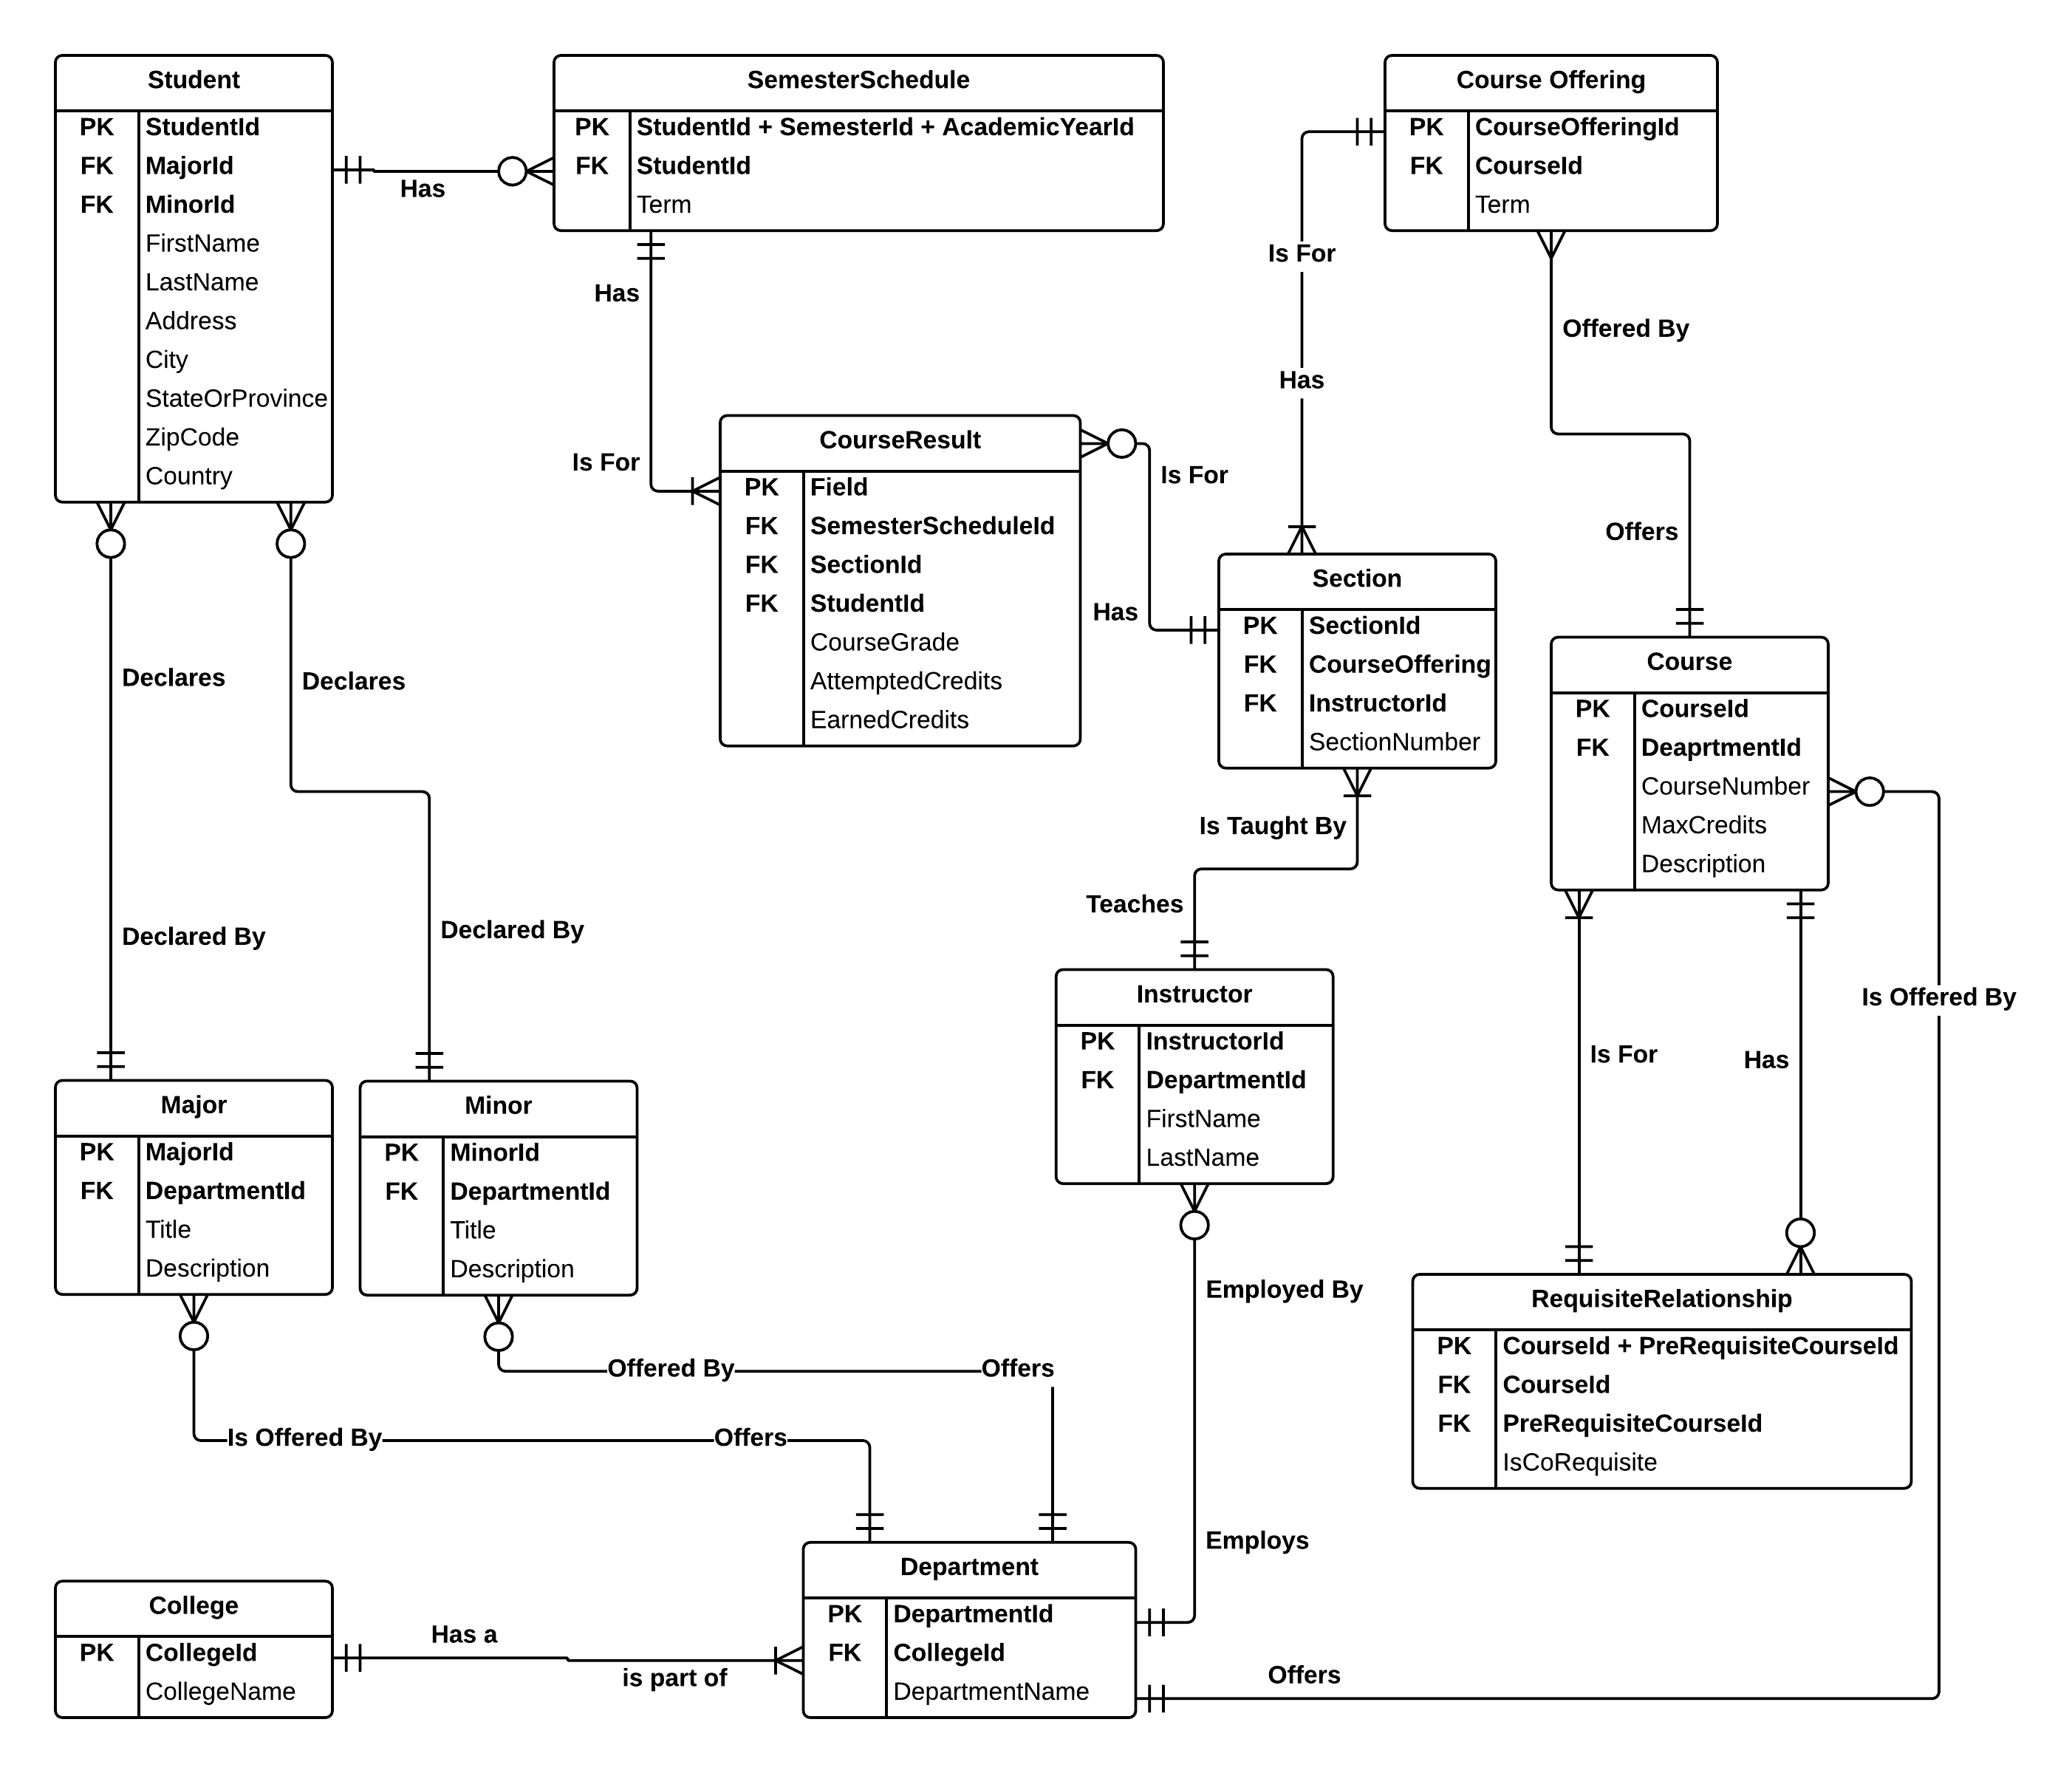 Student
PK StudentId
FK MajorId
FK MinorId
FirstName
LastName
Address
City
StateOrProvince
ZipCode
Country
Has
SemesterSchedule
PK StudentId + SemesterId + AcademicYearId
FK StudentId
Term
Course Offering
PK CourseOfferingId
FK CourseId
Term
Has
Is For
Is For
Has
Offered By
Offers
CourseResult
PK Field
FK SemesterScheduleId
FK SectionId
FK StudentId
CourseGrade
AttemptedCredits
EarnedCredits
Is For
Has
Section
PK SectionId
FK CourseOffering
FK InstructorId
SectionNumber
Course
PK CourseId
FK DeaprtmentId
CourseNumber
MaxCredits
Description
Declares
Declares
Declared By
Declared By
Is Taught By
Teaches
Is Offered By
Is For
Has
Major
PK MajorId
FK DepartmentId
Title
Description
Minor
PK MinorId
FK DepartmentId
Title
Description
Instructor
PK InstructorId
FK DepartmentId
FirstName
LastName
Employed By
Employs
RequisiteRelationship
PK CourseId + PreRequisiteCourseId
FK CourseId
FK PreRequisiteCourseId
IsCoRequisite
Offered By
Offers
Is Offered By
Offers
College
PK CollegeId
CollegeName
Has a
is part of
Department
PK DepartmentId
FK CollegeId
DepartmentName
Offers